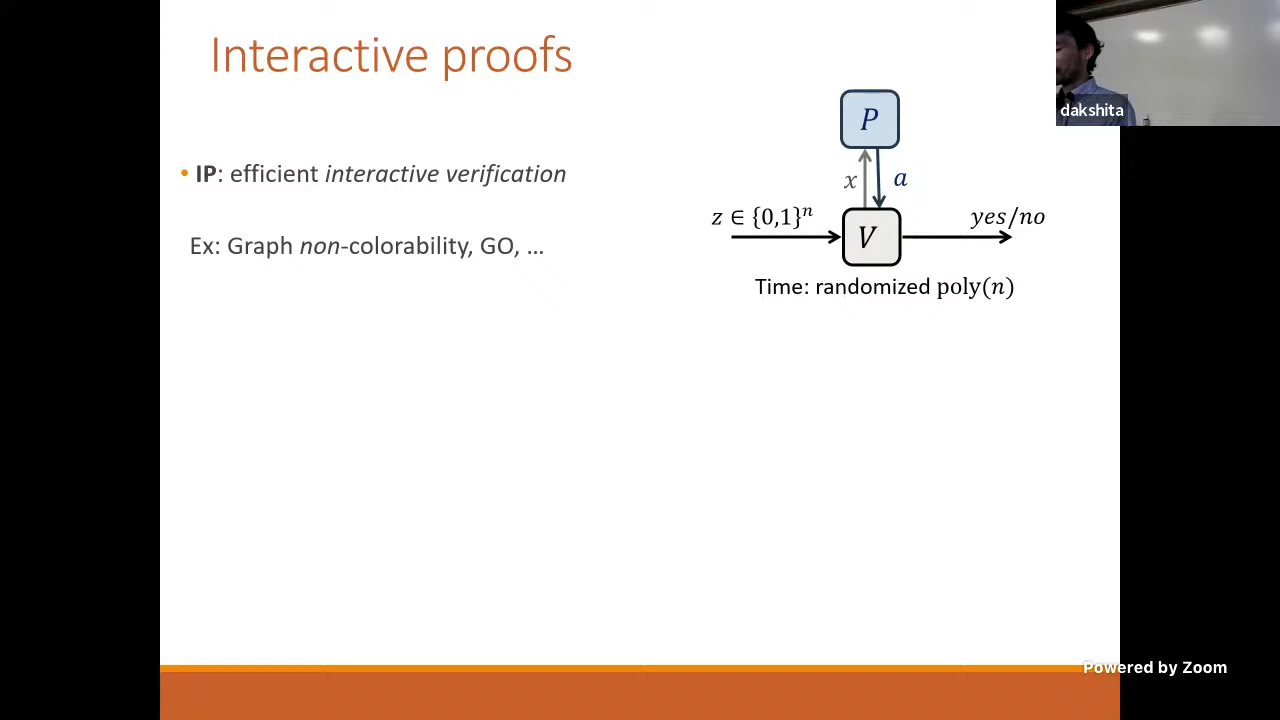 Interactive proofs
dakshita
P
• IP: efficient interactive verification
x
a
z ∈ {0,1}ⁿ
yes/no
V
Ex: Graph non-colorability, GO, …
Time: randomized poly(n)
Powered by Zoom